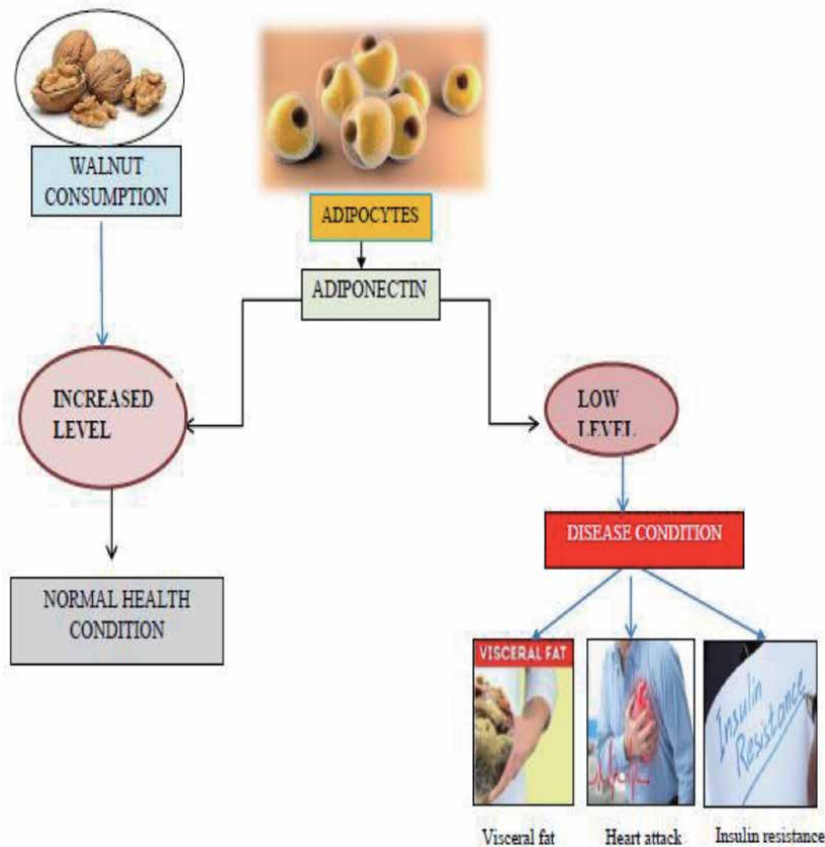 WALNUT
CONSUMPTION
ADIPOCYTES
ADIPONECTIN
INCREASED
LEVEL
LOW
LEVEL
DISEASE CONDITION
NORMAL HEALTH
CONDITION
VISCERAL FAT
Insulin
Resistance
Visceral fat
Heart attack
Insulin resistance